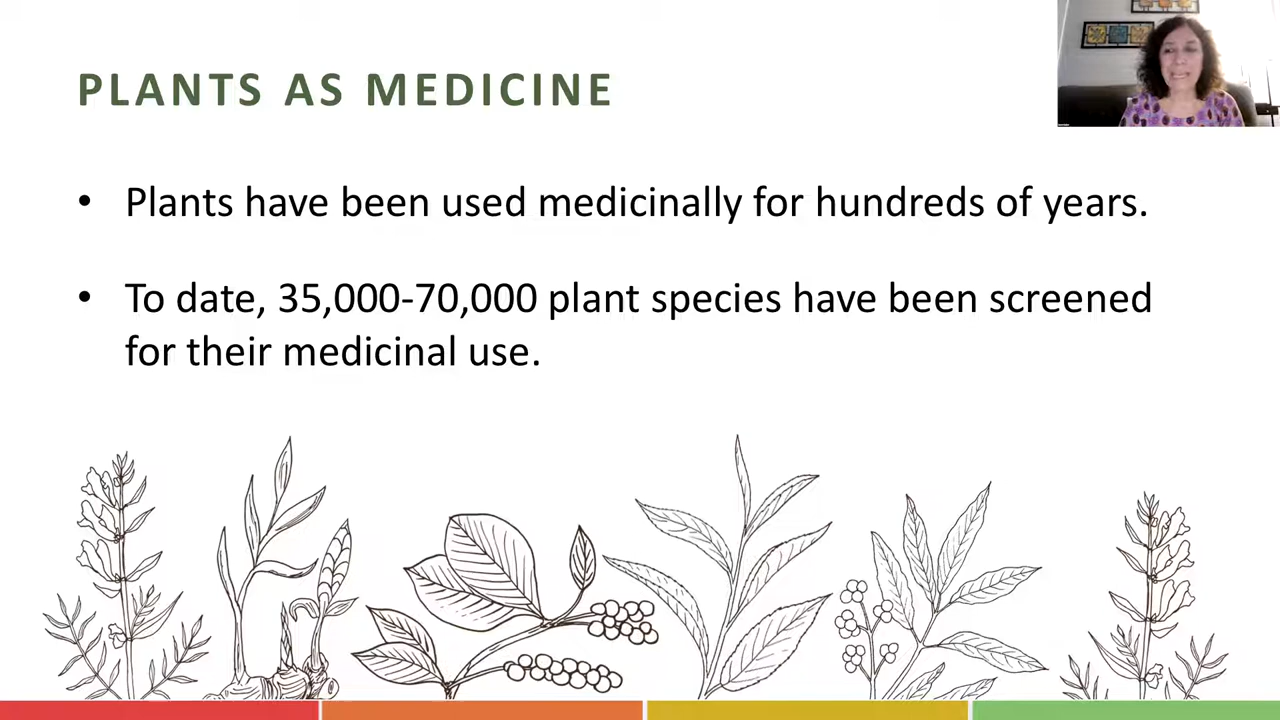 PLANTS AS MEDICINE
• Plants have been used medicinally for hundreds of years.
• To date, 35,000-70,000 plant species have been screened
for their medicinal use.